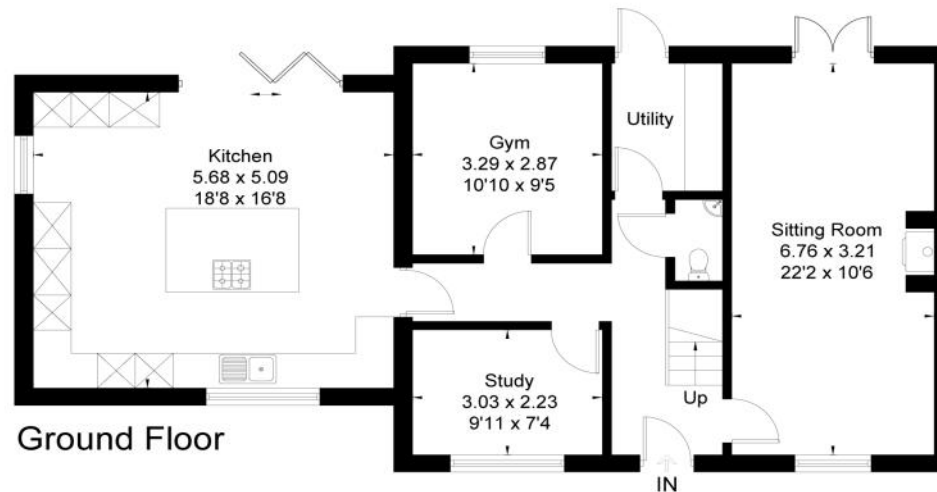 Kitchen
5.68 x 5.09
18'8 x 16'8
Gym
3.29 x 2.87
10'10 x 9'5
Utility
Sitting Room
6.76 x 3.21
22'2 x 10'6
Study
3.03 x 2.23
9'11 x 7'4
Up
Ground Floor
IN